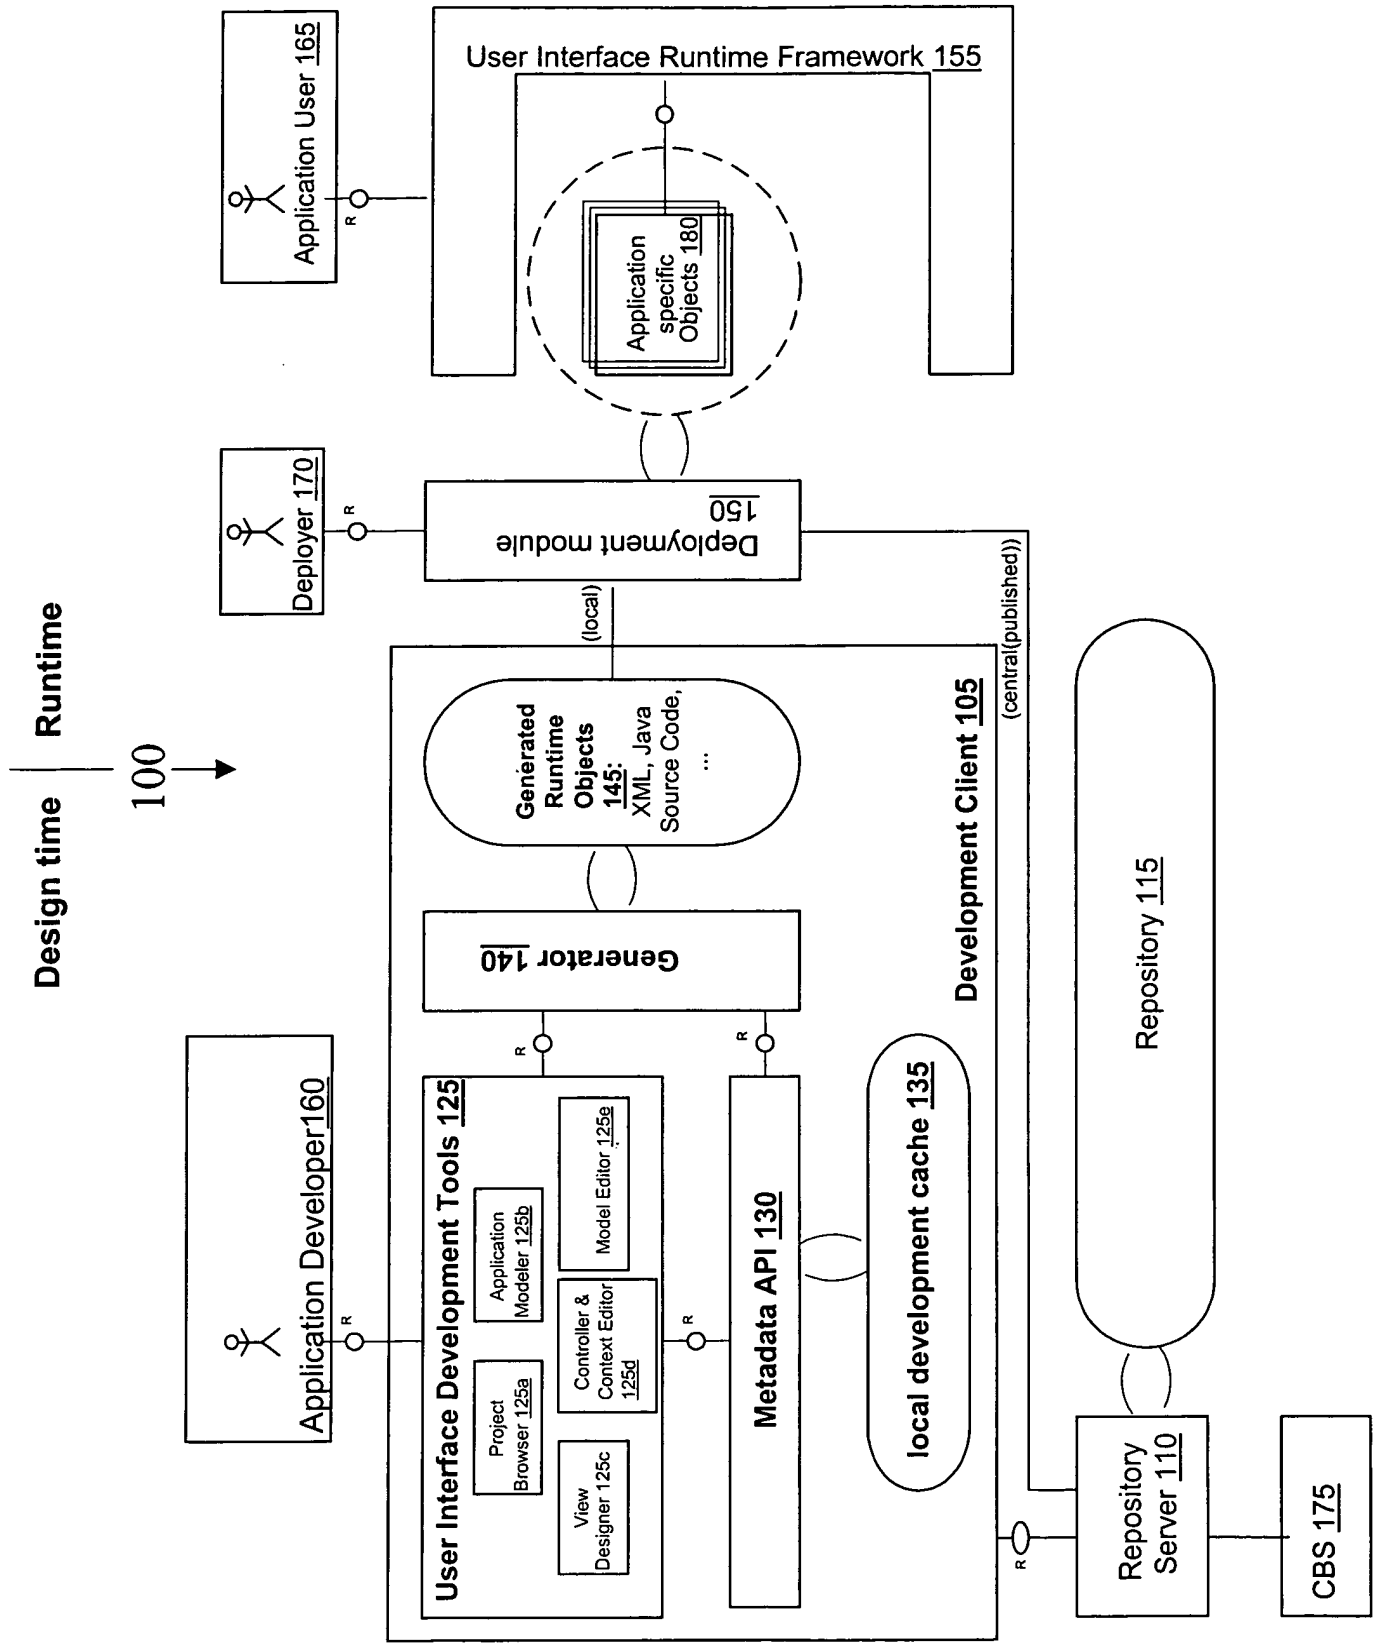 Design time
Runtime
100
Application Developer160
R
Deployer 170
R
Application User 165
R
User Interface Development Tools 125
Project
Browser 125a
Application
Modeler 125b
View
Designer 125c
Controller &
Context Editor
125d
Model Editor 125e
R
R
R
Metadata API 130
local development cache 135
Generator 140
Generated
Runtime
Objects
145:
XML, Java
Source Code,
...
Development Client 105
(local)
Deployment module
150
(central(published))
Application
specific
Objects 180
User Interface Runtime Framework 155
R
Repository
Server 110
Repository 115
CBS 175